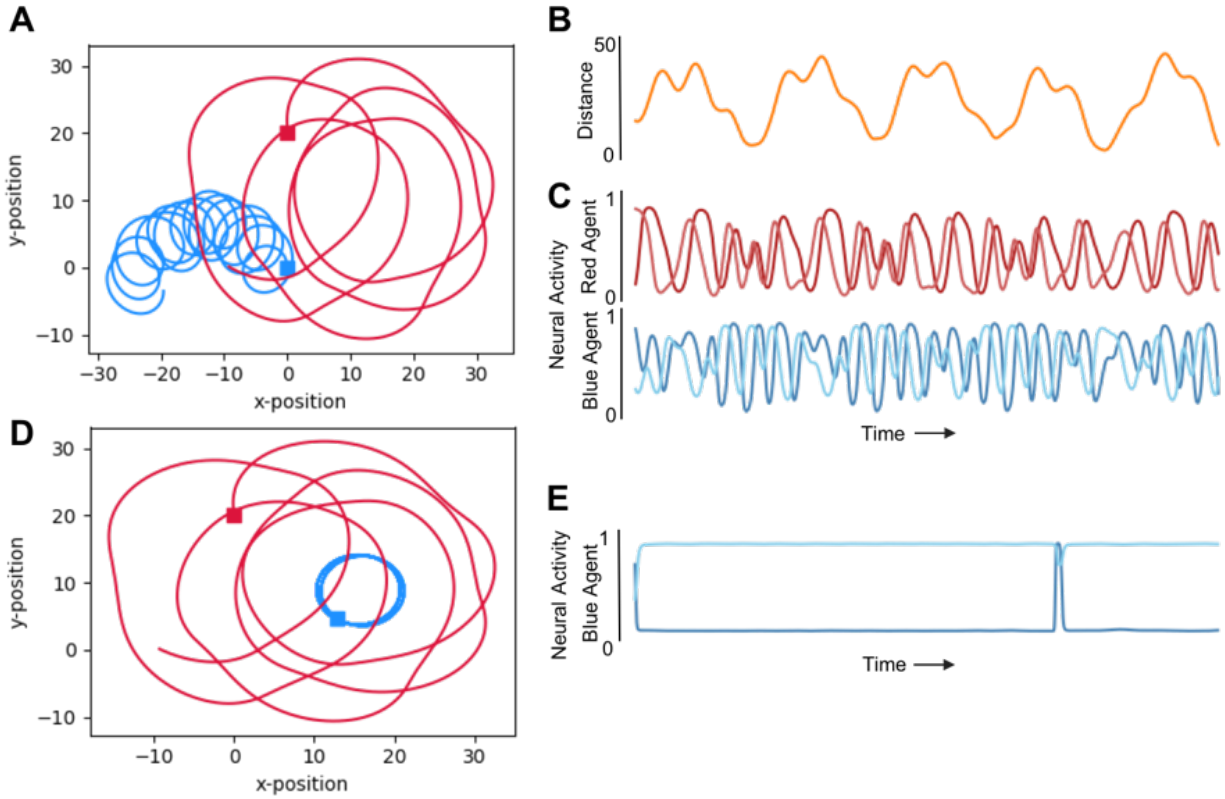 A
y-position
30
20
10
0
−10
−30 −20 −10 0 10 20 30
x-position
B
Distance
50
0
C
Neural Activity
Red Agent
1
0
Blue Agent
1
0
Time
D
y-position
30
20
10
0
−10
−10 0 10 20 30
x-position
E
Neural Activity
Blue Agent
1
0
Time